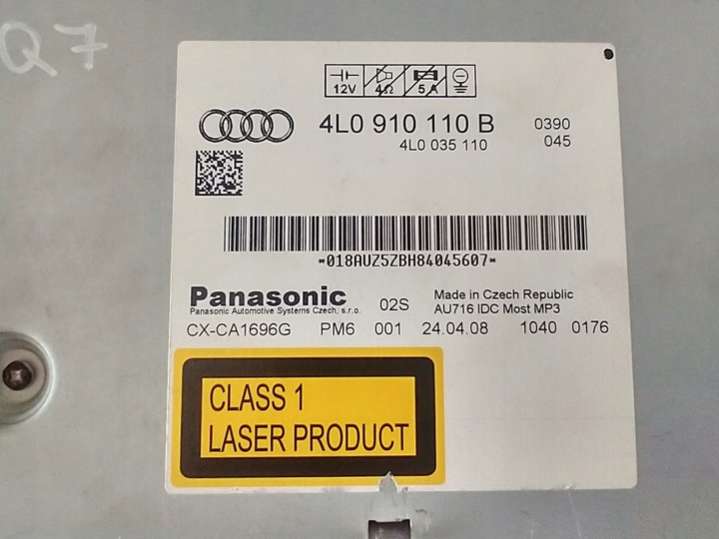 Q7
12V 4Ω 5A
4L0 910 110 B 0390
4L0 035 110 045
*018AUZ5ZBH84045607*
Panasonic 02S Made in Czech Republic
Panasonic Automotive Systems Czech, s.r.o. AU716 IDC Most MP3
CX-CA1696G PM6 001 24.04.08 1040 0176
CLASS 1
LASER PRODUCT